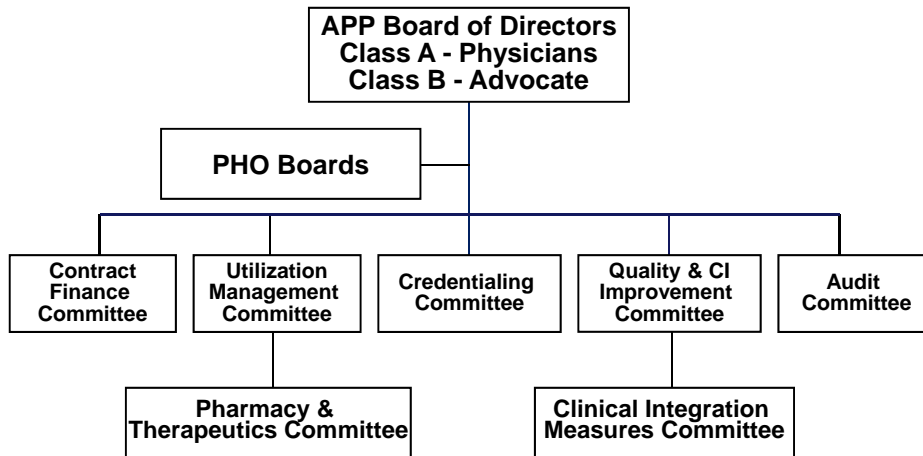 APP Board of Directors
Class A - Physicians
Class B - Advocate
PHO Boards
Contract
Finance
Committee
Utilization
Management
Committee
Credentialing
Committee
Quality & CI
Improvement
Committee
Audit
Committee
Pharmacy &
Therapeutics Committee
Clinical Integration
Measures Committee